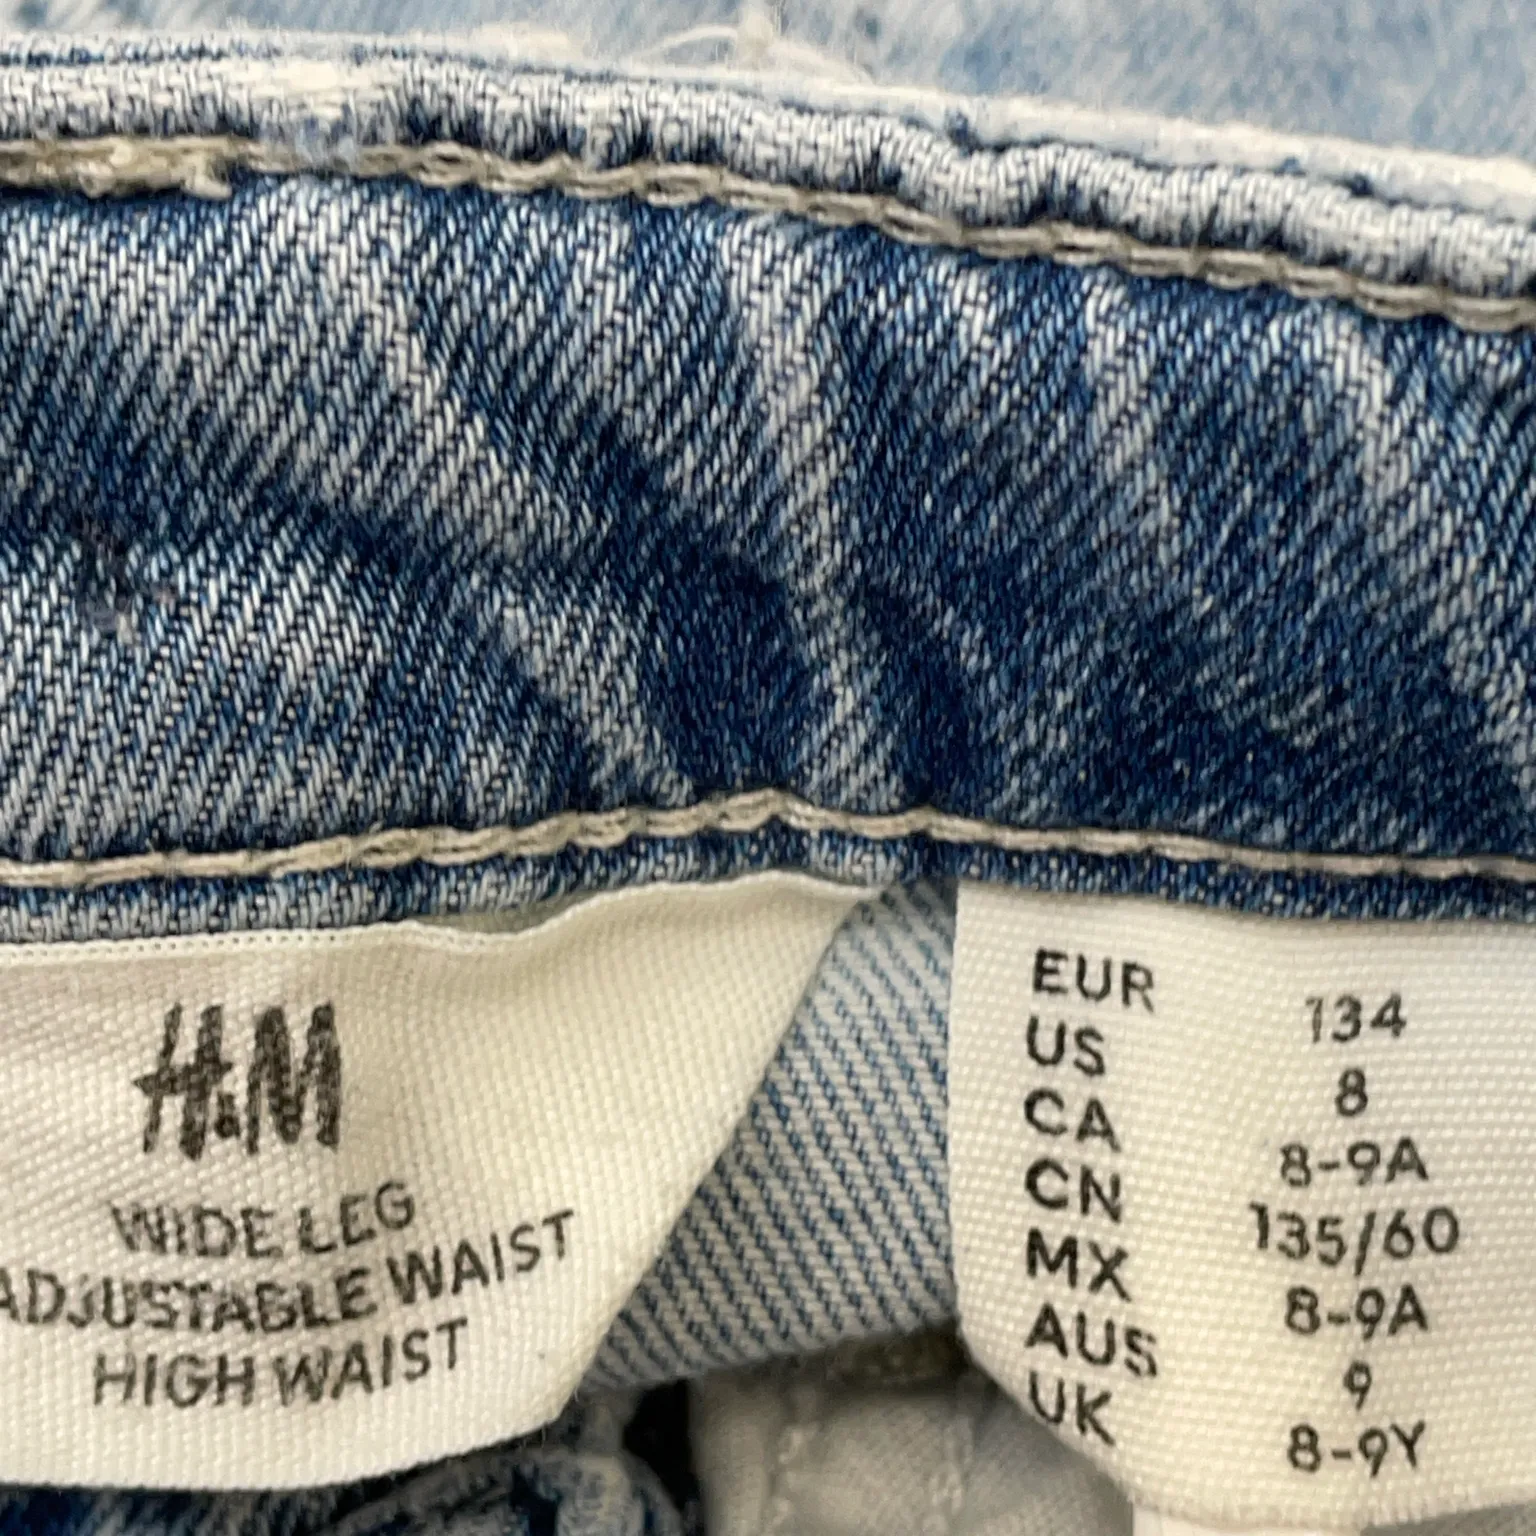 H&M
WIDE LEG
ADJUSTABLE WAIST
HIGH WAIST
EUR 134
US 8
CA 8-9A
CN 135/60
MX 8-9A
AUS 9
UK 8-9Y